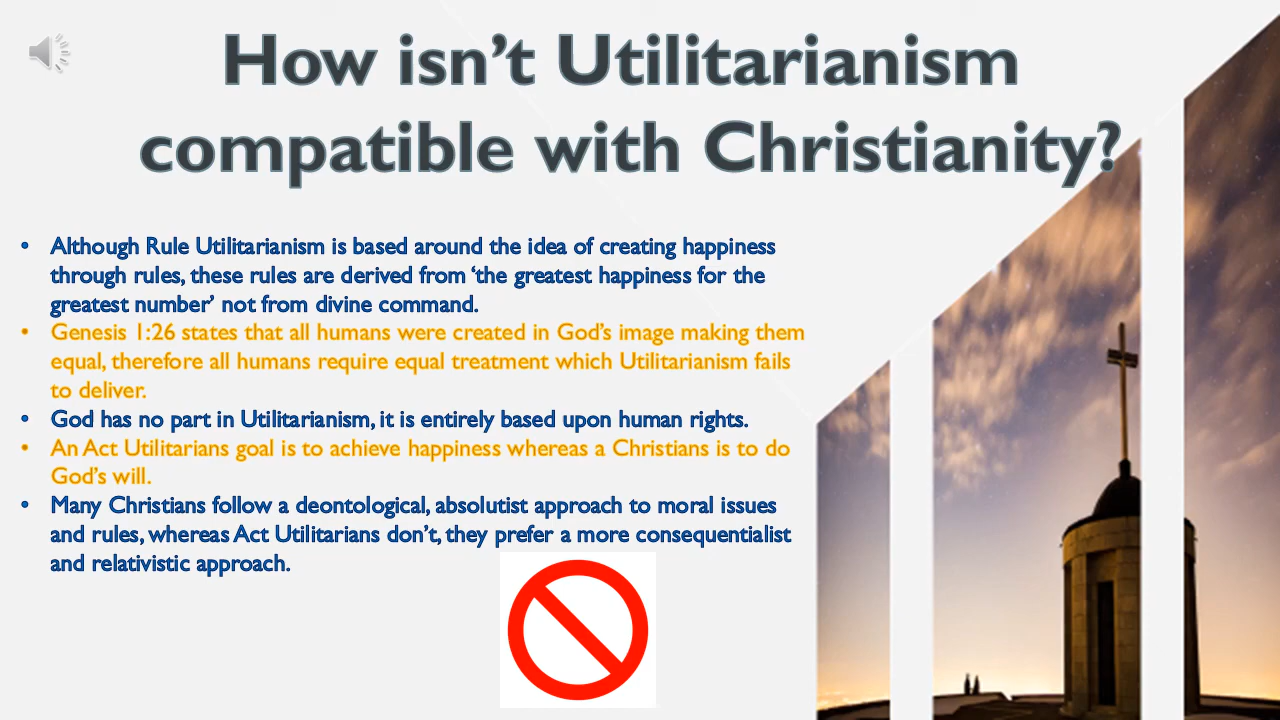 How isn’t Utilitarianism
compatible with Christianity?
• Although Rule Utilitarianism is based around the idea of creating happiness
through rules, these rules are derived from ‘the greatest happiness for the
greatest number’ not from divine command.
• Genesis 1:26 states that all humans were created in God’s image making them
equal, therefore all humans require equal treatment which Utilitarianism fails
to deliver.
• God has no part in Utilitarianism, it is entirely based upon human rights.
• An Act Utilitarians goal is to achieve happiness whereas a Christians is to do
God’s will.
• Many Christians follow a deontological, absolutist approach to moral issues
and rules, whereas Act Utilitarians don’t, they prefer a more consequentialist
and relativistic approach.